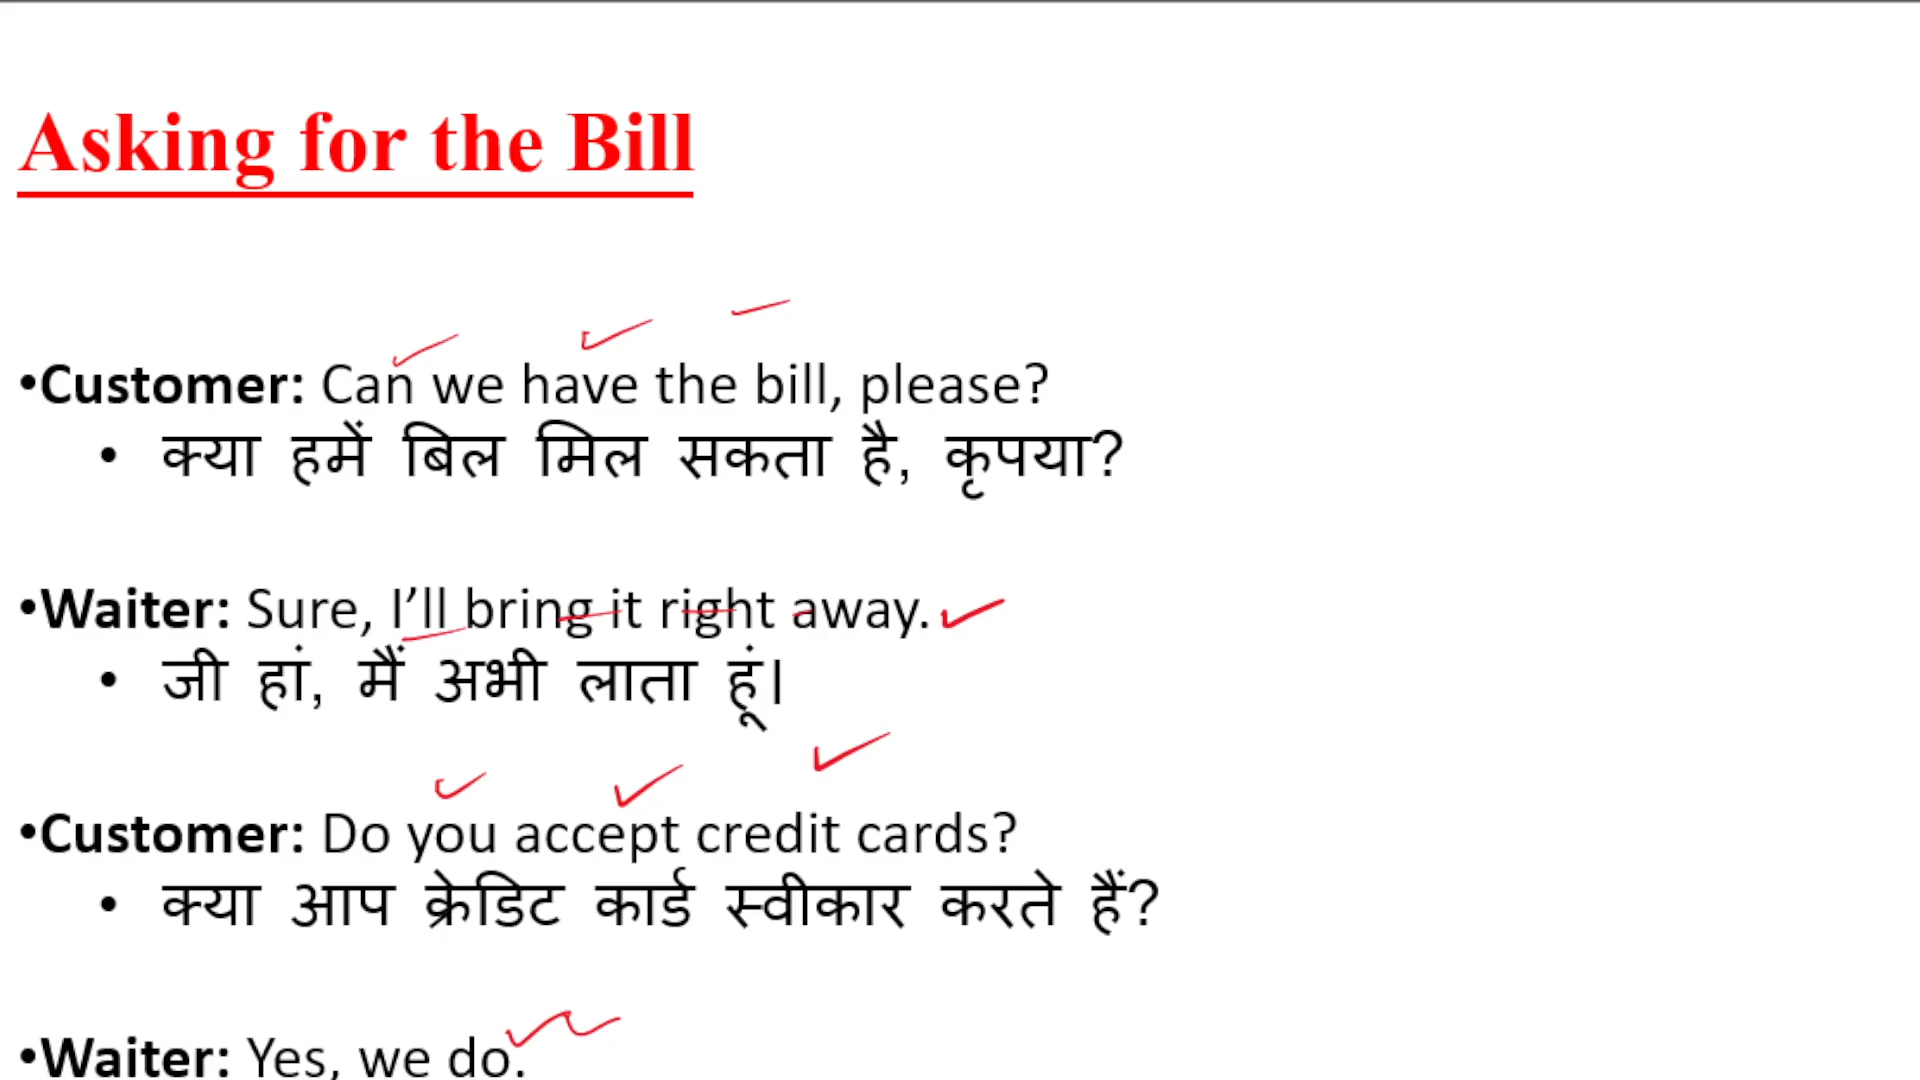 Asking for the Bill
•Customer: Can we have the bill, please?
• क्या हमें बिल मिल सकता है, कृपया?
•Waiter: Sure, I’ll bring it right away.
• जी हां, मैं अभी लाता हूं।
•Customer: Do you accept credit cards?
• क्या आप क्रेडिट कार्ड स्वीकार करते हैं?
•Waiter: Yes, we do.